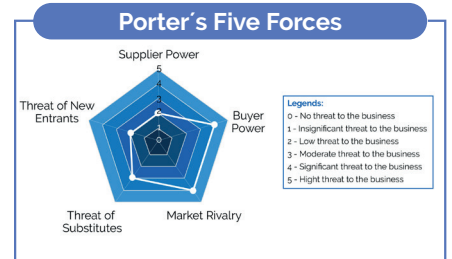 Porter´s Five Forces
Supplier Power
5
4
3
2
1
0
Threat of New
Entrants
Buyer
Power
Threat of
Substitutes
Market Rivalry
Legends:
0 - No threat to the business
1 - Insignificant threat to the business
2 - Low threat to the business
3 - Moderate threat to the business
4 - Significant threat to the business
5 - Hight threat to the business